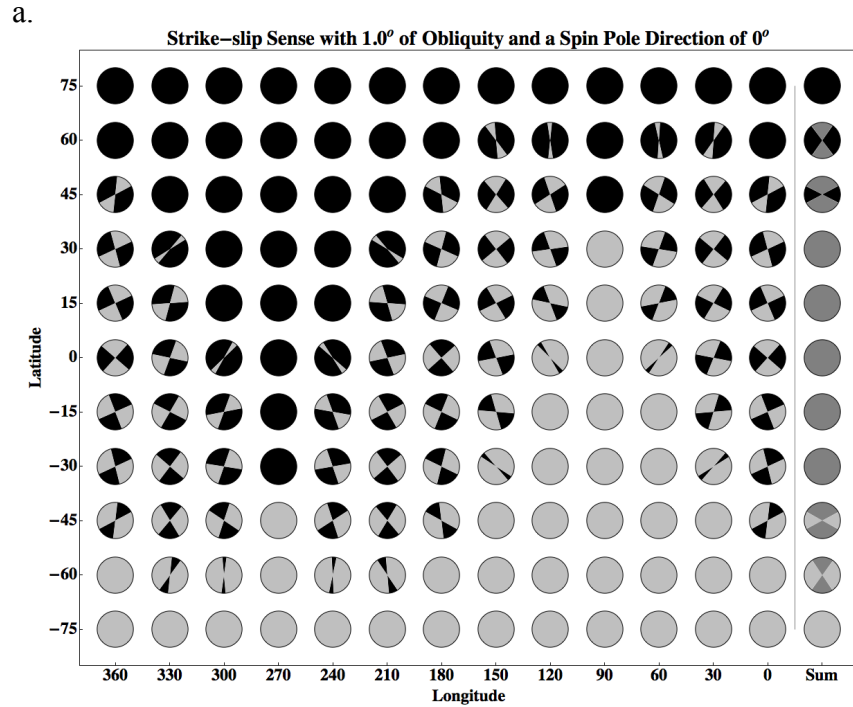 a.
Strike−slip Sense with 1.0º of Obliquity and a Spin Pole Direction of 0º
75
60
45
30
15
0
−15
−30
−45
−60
−75
Latitude
360 330 300 270 240 210 180 150 120 90 60 30 0 Sum
Longitude